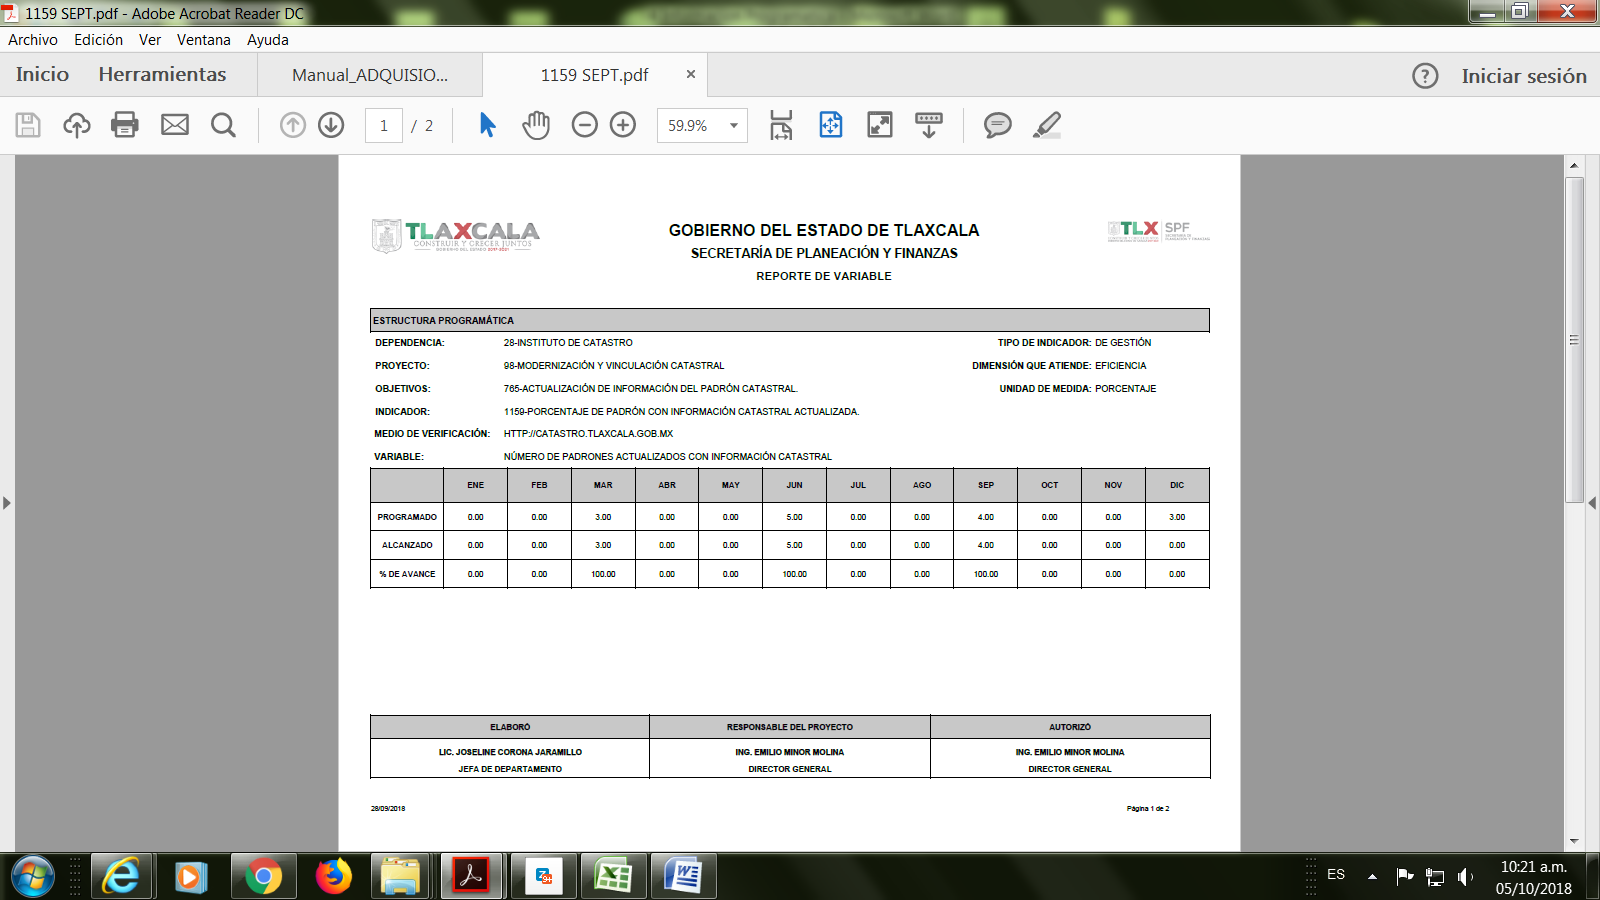 1159 SEPT.pdf - Adobe Acrobat Reader DC
Archivo Edición Ver Ventana Ayuda
Inicio Herramientas Manual_ADQUISIO... 1159 SEPT.pdf × ? Iniciar sesión
1 / 2 59.9%
TLAXCALA
CONSTRUIR Y CRECER JUNTOS
GOBIERNO DEL ESTADO 2017-2021
GOBIERNO DEL ESTADO DE TLAXCALA
SECRETARÍA DE PLANEACIÓN Y FINANZAS
REPORTE DE VARIABLE
TLX SPF
ESTRUCTURA PROGRAMÁTICA
DEPENDENCIA: 28-INSTITUTO DE CATASTRO TIPO DE INDICADOR: DE GESTIÓN
PROYECTO: 98-MODERNIZACIÓN Y VINCULACIÓN CATASTRAL DIMENSIÓN QUE ATIENDE: EFICIENCIA
OBJETIVOS: 765-ACTUALIZACIÓN DE INFORMACIÓN DEL PADRÓN CATASTRAL. UNIDAD DE MEDIDA: PORCENTAJE
INDICADOR: 1159-PORCENTAJE DE PADRÓN CON INFORMACIÓN CATASTRAL ACTUALIZADA.
MEDIO DE VERIFICACIÓN: HTTP://CATASTRO.TLAXCALA.GOB.MX
VARIABLE: NÚMERO DE PADRONES ACTUALIZADOS CON INFORMACIÓN CATASTRAL
ENE FEB MAR ABR MAY JUN JUL AGO SEP OCT NOV DIC
PROGRAMADO 0.00 0.00 3.00 0.00 0.00 5.00 0.00 0.00 4.00 0.00 0.00 3.00
ALCANZADO 0.00 0.00 3.00 0.00 0.00 5.00 0.00 0.00 4.00 0.00 0.00 0.00
% DE AVANCE 0.00 0.00 100.00 0.00 0.00 100.00 0.00 0.00 100.00 0.00 0.00 0.00
ELABORÓ RESPONSABLE DEL PROYECTO AUTORIZÓ
LIC. JOSELINE CORONA JARAMILLO ING. EMILIO MINOR MOLINA ING. EMILIO MINOR MOLINA
JEFA DE DEPARTAMENTO DIRECTOR GENERAL DIRECTOR GENERAL
28/09/2018 Página 1 de 2
ES 10:21 a.m.
05/10/2018